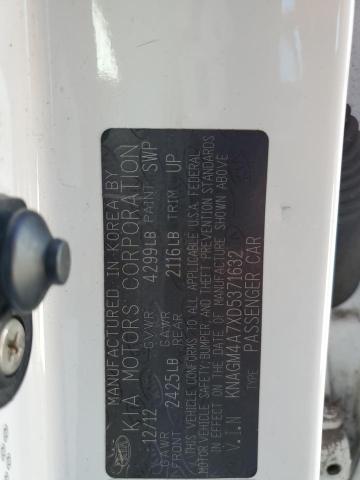 MANUFACTURED IN KOREA BY
KIA MOTORS CORPORATION
12/12 GVWR 4299LB PAINT SWP
GAWR FRONT 2425LB GAWR REAR 2116LB TRIM UP
THIS VEHICLE CONFORMS TO ALL APPLICABLE U.S.A. FEDERAL
MOTOR VEHICLE SAFETY, BUMPER, AND THEFT PREVENTION STANDARDS
IN EFFECT ON THE DATE OF MANUFACTURE SHOWN ABOVE
V.I.N KNAGM4A7XD5371632
TYPE PASSENGER CAR